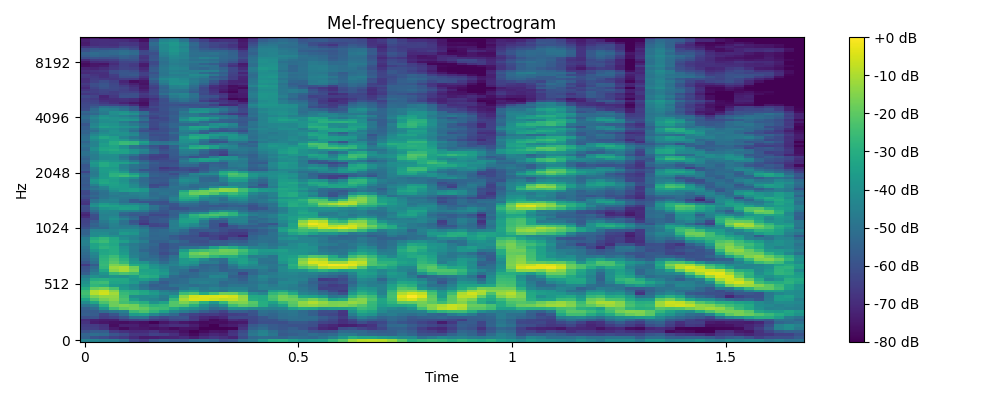 Mel-frequency spectrogram
8192
4096
2048
1024
512
0
Hz
0
0.5
1
1.5
Time
+0 dB
-10 dB
-20 dB
-30 dB
-40 dB
-50 dB
-60 dB
-70 dB
-80 dB